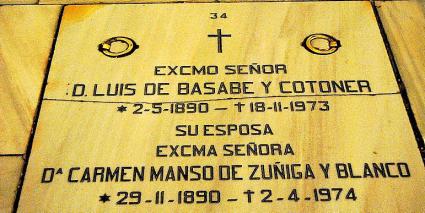 34
EXCMO SEÑOR
D. LUIS DE BASABE Y COTONER
*2-5-1890 - †18-11-1973
SU ESPOSA
EXCMA SEÑORA
Dª CARMEN MANSO DE ZUÑIGA Y BLANCO
*29-11-1890 - †2-4-1974